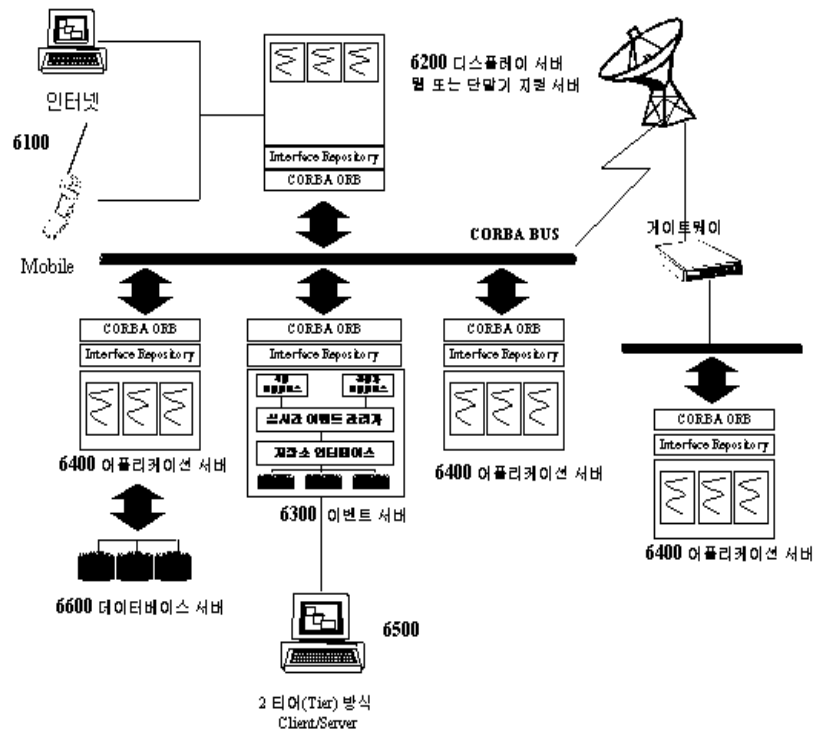 6200 디스플레이 서버
웹 또는 단말기 지원 서버
인터넷
6100
Interface Repository
CORBA ORB
Mobile
CORBA BUS
게이트웨이
CORBA ORB
Interface Repository
6400 어플리케이션 서버
CORBA ORB
Interface Repository
실시간 이벤트 관리자
저장소 인터페이스
6300 이벤트 서버
CORBA ORB
Interface Repository
6400 어플리케이션 서버
CORBA ORB
Interface Repository
6400 어플리케이션 서버
6600 데이터베이스 서버
6500
2 티어(Tier) 방식
Client/Server